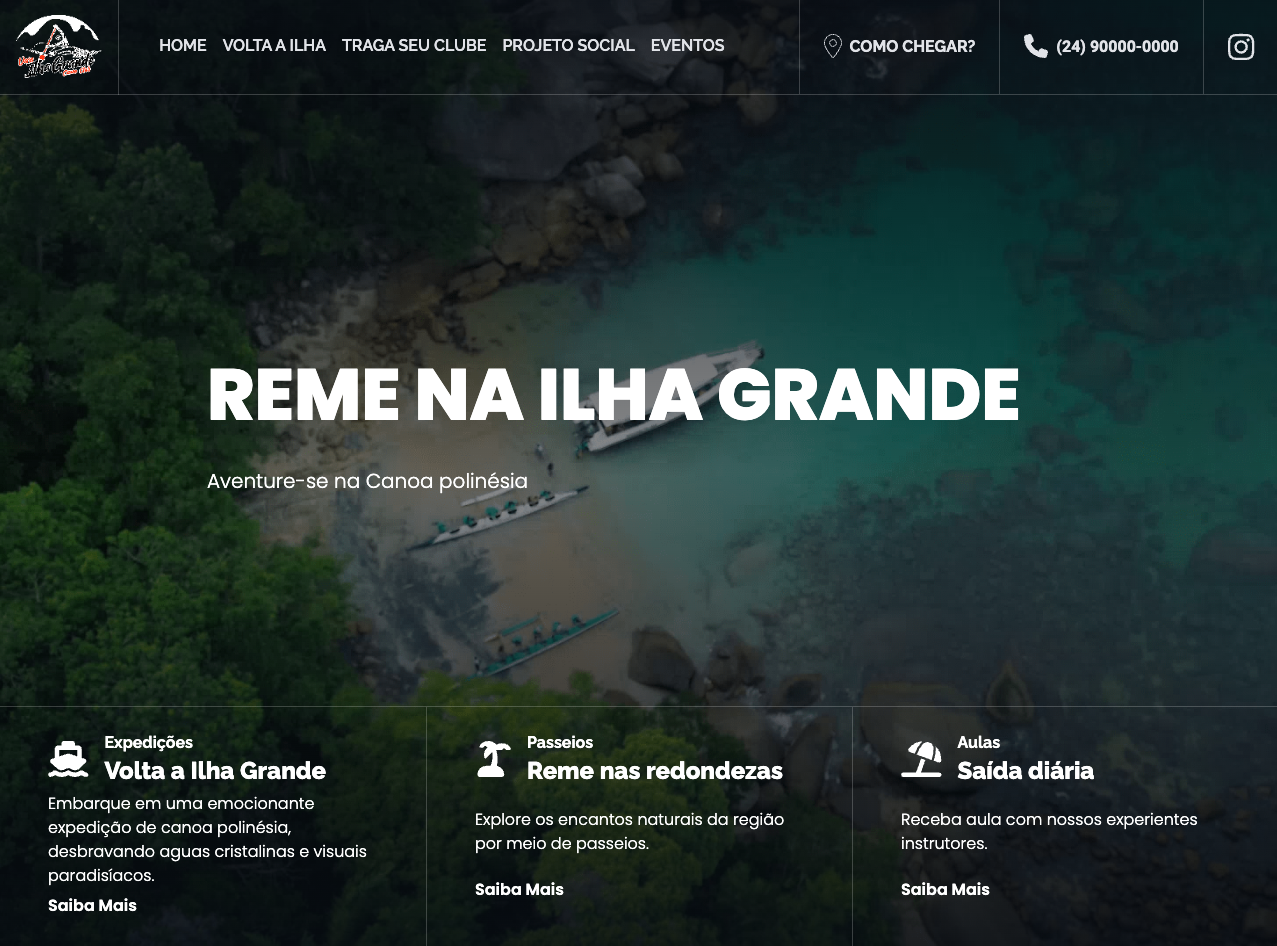 Ilha Grande
HOME VOLTA A ILHA TRAGA SEU CLUBE PROJETO SOCIAL EVENTOS
COMO CHEGAR?
(24) 90000-0000
REME NA ILHA GRANDE
Aventure-se na Canoa polinésia
Expedições
Volta a Ilha Grande
Embarque em uma emocionante
expedição de canoa polinésia,
desbravando aguas cristalinas e visuais
paradisíacos.
Saiba Mais
Passeios
Reme nas redondezas
Explore os encantos naturais da região
por meio de passeios.
Saiba Mais
Aulas
Saída diária
Receba aula com nossos experientes
instrutores.
Saiba Mais